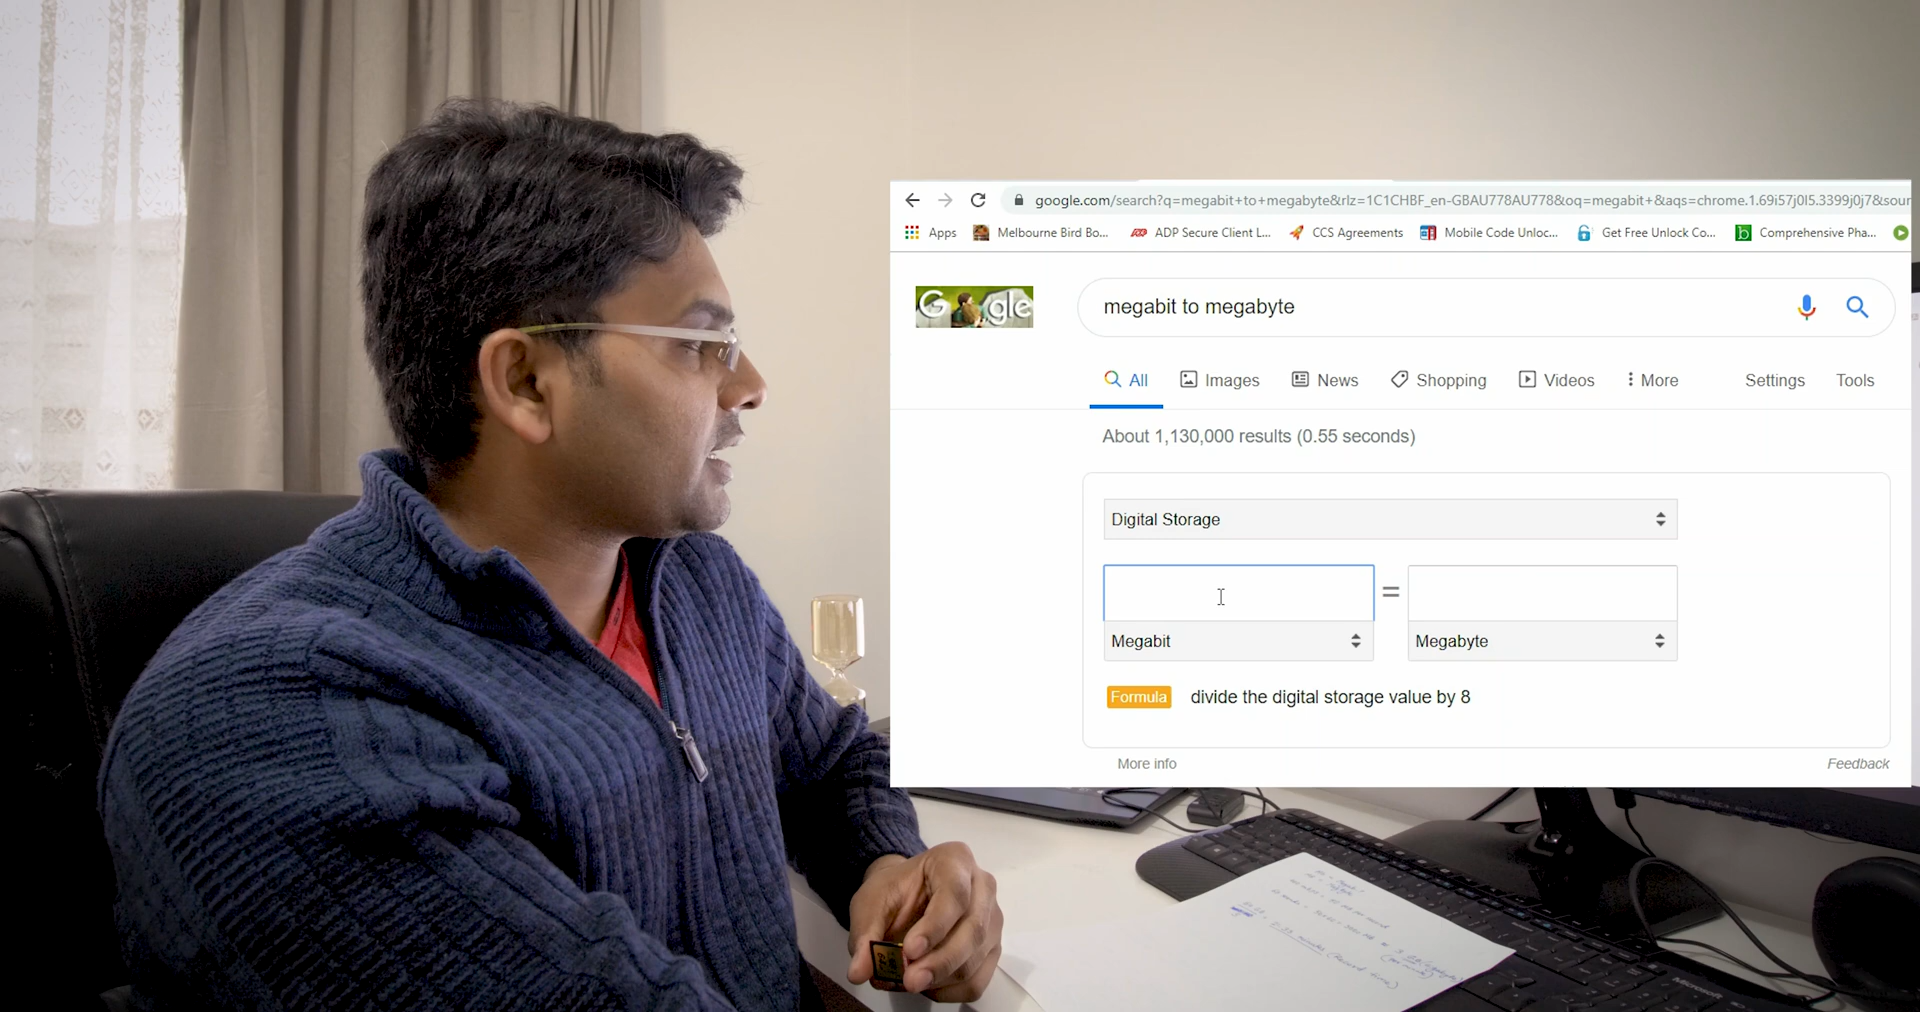 google.com/search?q=megabit+to+megabyte&rlz=1C1CHBF_en-GBAU778AU778&oq=megabit+&aqs=chrome.1.69i57j0l5.3399j0j7&sour
Apps Melbourne Bird Bo... ADP Secure Client L... CCS Agreements Mobile Code Unloc... Get Free Unlock Co... Comprehensive Pha...
G gle megabit to megabyte
All Images News Shopping Videos More Settings Tools
About 1,130,000 results (0.55 seconds)
Digital Storage
=
Megabit Megabyte
Formula divide the digital storage value by 8
More info Feedback
Microsoft